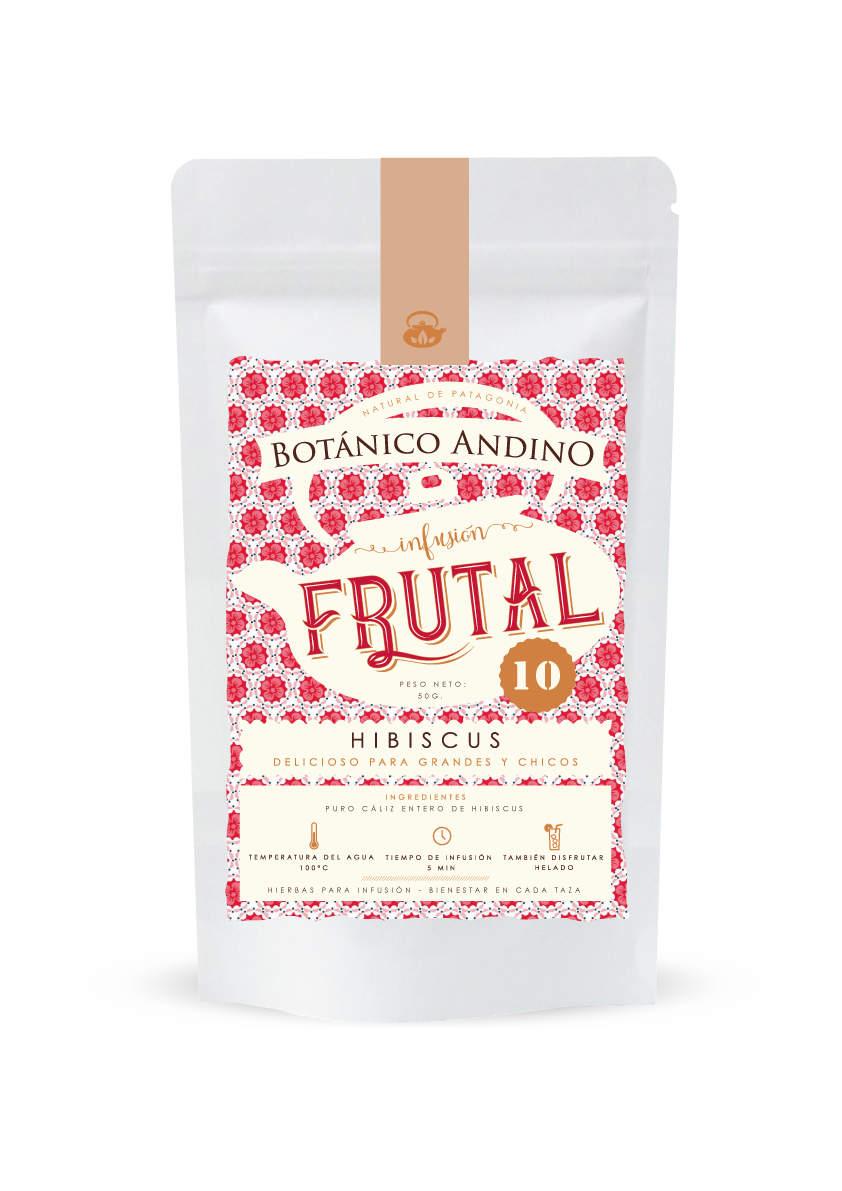 NATURAL DE PATAGONIA
BOTÁNICO ANDINO
infusión
FRUTAL
10
PESO NETO:
50G.
HIBISCUS
DELICIOSO PARA GRANDES Y CHICOS
INGREDIENTES
PURO CÁLIZ ENTERO DE HIBISCUS
TEMPERATURA DEL AGUA
100ºC
TIEMPO DE INFUSIÓN
5 MIN
TAMBIÉN DISFRUTAR
HELADO
HIERBAS PARA INFUSIÓN - BIENESTAR EN CADA TAZA